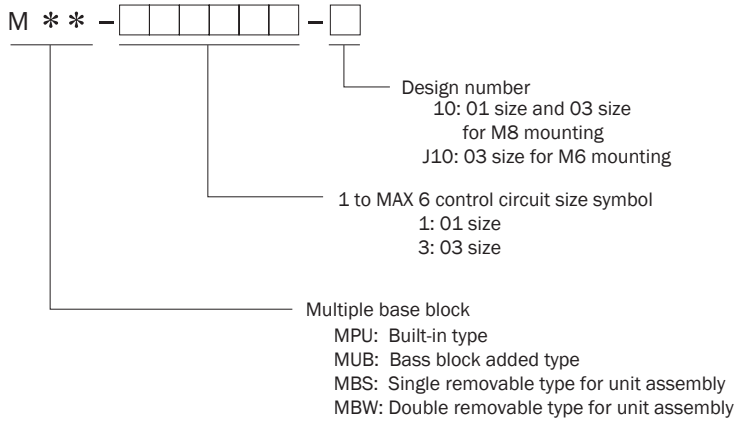 M ** - □□□□□□ - □
Design number
10: 01 size and 03 size
for M8 mounting
J10: 03 size for M6 mounting
1 to MAX 6 control circuit size symbol
1: 01 size
3: 03 size
Multiple base block
MPU: Built-in type
MUB: Bass block added type
MBS: Single removable type for unit assembly
MBW: Double removable type for unit assembly